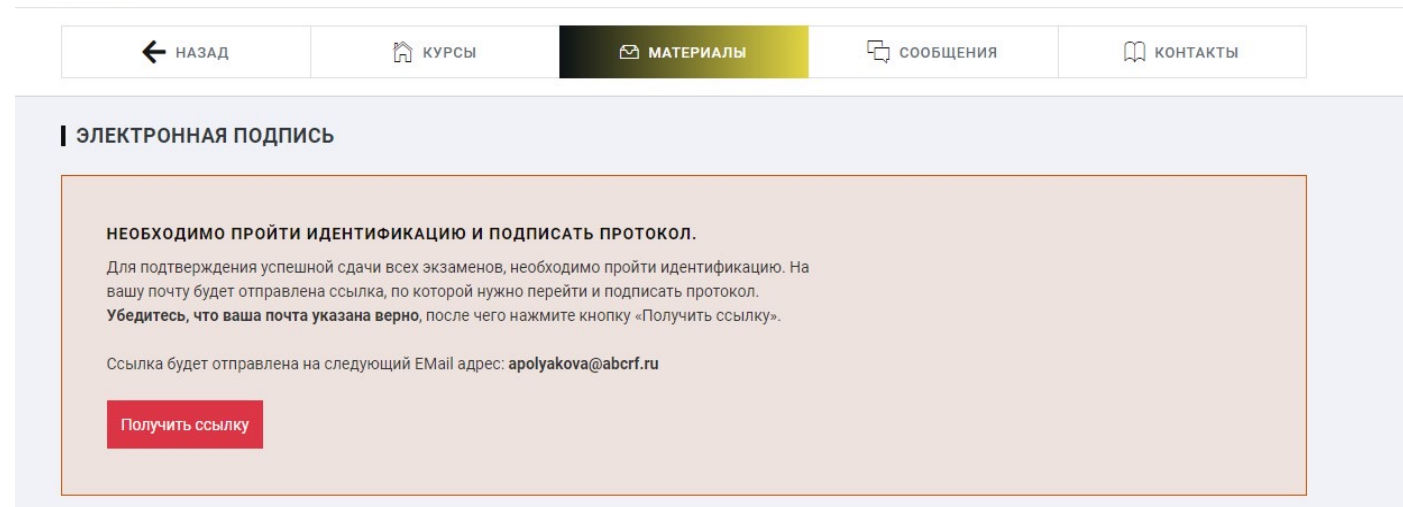 НАЗАД
КУРСЫ
МАТЕРИАЛЫ
СООБЩЕНИЯ
КОНТАКТЫ
ЭЛЕКТРОННАЯ ПОДПИСЬ
НЕОБХОДИМО ПРОЙТИ ИДЕНТИФИКАЦИЮ И ПОДПИСАТЬ ПРОТОКОЛ.
Для подтверждения успешной сдачи всех экзаменов, необходимо пройти идентификацию. На
вашу почту будет отправлена ссылка, по которой нужно перейти и подписать протокол.
Убедитесь, что ваша почта указана верно, после чего нажмите кнопку «Получить ссылку».
Ссылка будет отправлена на следующий EMail адрес: apolyakova@abcrf.ru
Получить ссылку